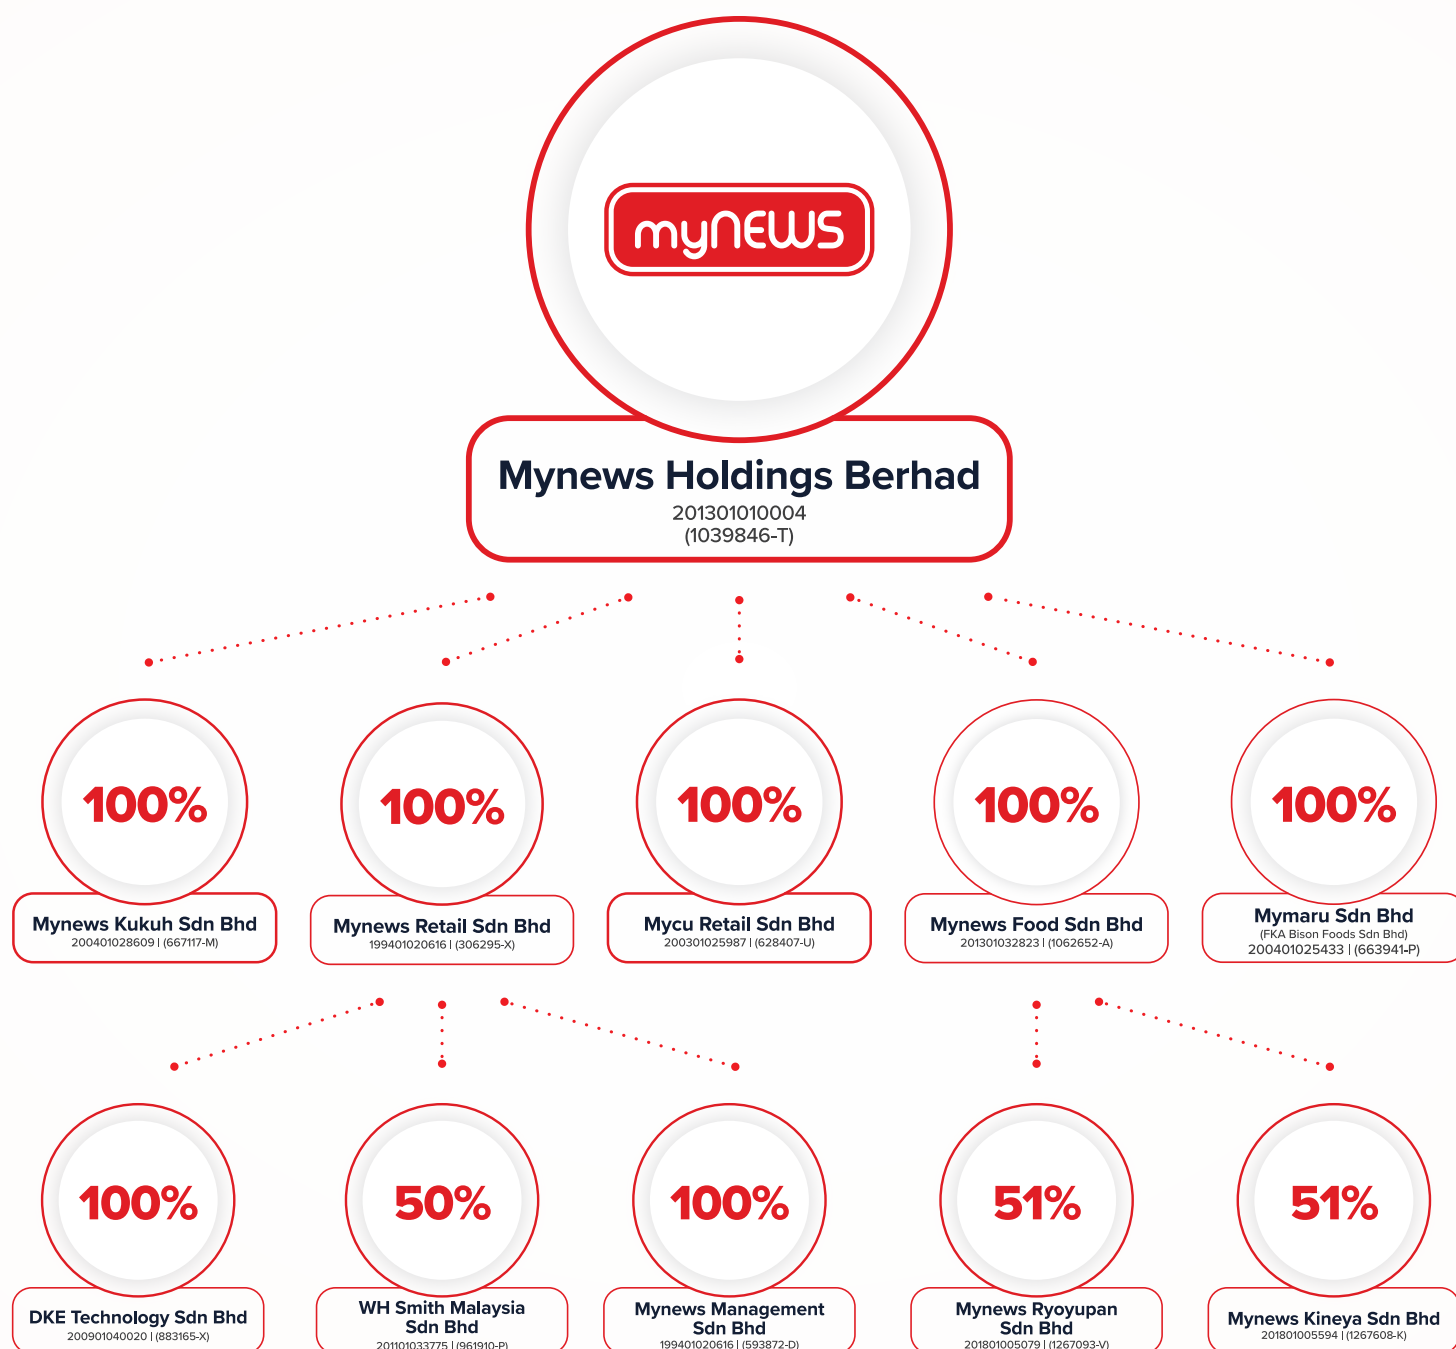 myNEWS
Mynews Holdings Berhad
201301010004
(1039846-T)
100%
100%
100%
100%
100%
Mynews Kukuh Sdn Bhd
200401028609 | (667117-M)
Mynews Retail Sdn Bhd
199401020616 | (306295-X)
Mycu Retail Sdn Bhd
200301025987 | (628407-U)
Mynews Food Sdn Bhd
201301032823 | (1062652-A)
Mymaru Sdn Bhd
(FKA Bison Foods Sdn Bhd)
200401025433 | (663941-P)
100%
50%
100%
51%
51%
DKE Technology Sdn Bhd
200901040020 | (883165-X)
WH Smith Malaysia
Sdn Bhd
201101033775 | (961910-P)
Mynews Management
Sdn Bhd
199401020616 | (593872-D)
Mynews Ryoyupan
Sdn Bhd
201801005079 | (1267093-V)
Mynews Kineya Sdn Bhd
201801005594 | (1267608-K)